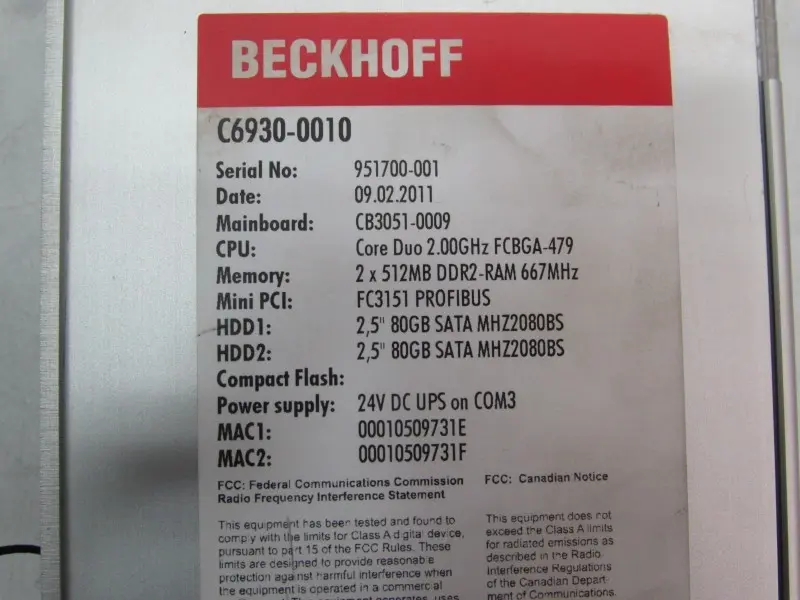 BECKHOFF
C6930-0010
Serial No: 951700-001
Date: 09.02.2011
Mainboard: CB3051-0009
CPU: Core Duo 2.00GHz FCBGA-479
Memory: 2 x 512MB DDR2-RAM 667MHz
Mini PCI: FC3151 PROFIBUS
HDD1: 2,5" 80GB SATA MHZ2080BS
HDD2: 2,5" 80GB SATA MHZ2080BS
Compact Flash:
Power supply: 24V DC UPS on COM3
MAC1: 00010509731E
MAC2: 00010509731F
FCC: Federal Communications Commission
Radio Frequency Interference Statement
This equipment has been tested and found to
comply with the limits for Class A digital device,
pursuant to part 15 of the FCC Rules. These
limits are designed to provide reasonable
protection against harmful interference when
the equipment is operated in a commercial
FCC: Canadian Notice
This equipment does not
exceed the Class A limits
for radiated emissions as
described in the Radio
Interference Regulations
of the Canadian Depart
ment of Communications.